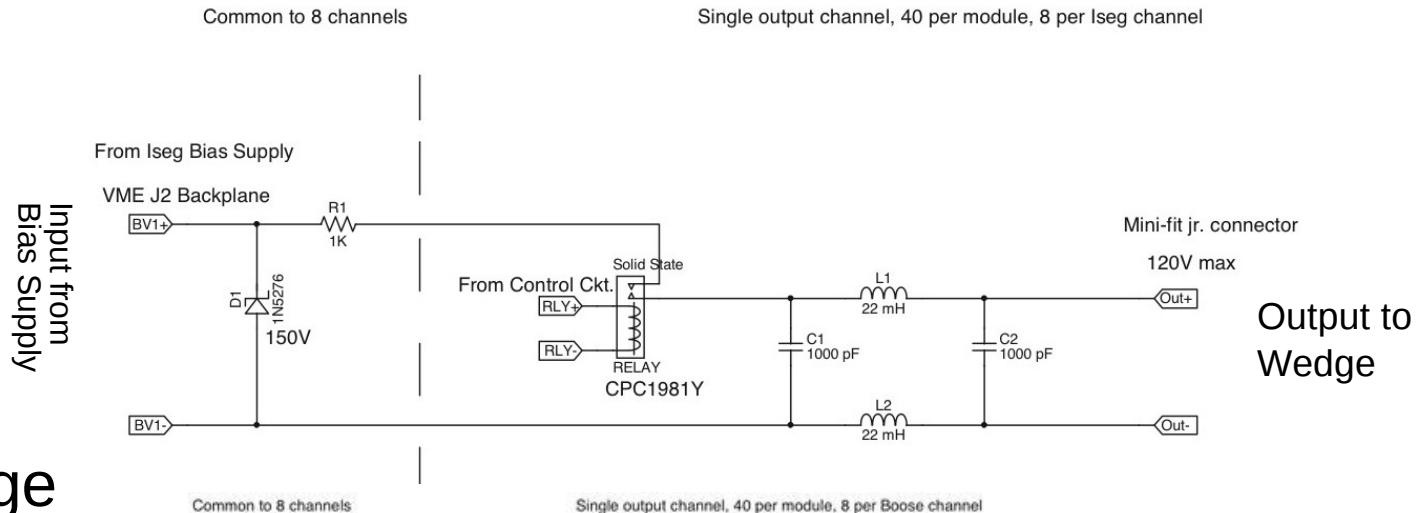 Common to 8 channels
Single output channel, 40 per module, 8 per Iseg channel
From Iseg Bias Supply
VME J2 Backplane
BV1+
R1
1K
Input from
Bias Supply
D1
1N5276
150V
BV1-
Solid State
From Control Ckt.
RLY+
RLY-
RELAY
CPC1981Y
C1
1000 pF
L1
22 mH
L2
22 mH
C2
1000 pF
Mini-fit jr. connector
120V max
Out+
Out-
Output to
Wedge
ge
Common to 8 channels
Single output channel, 40 per module, 8 per Boose channel